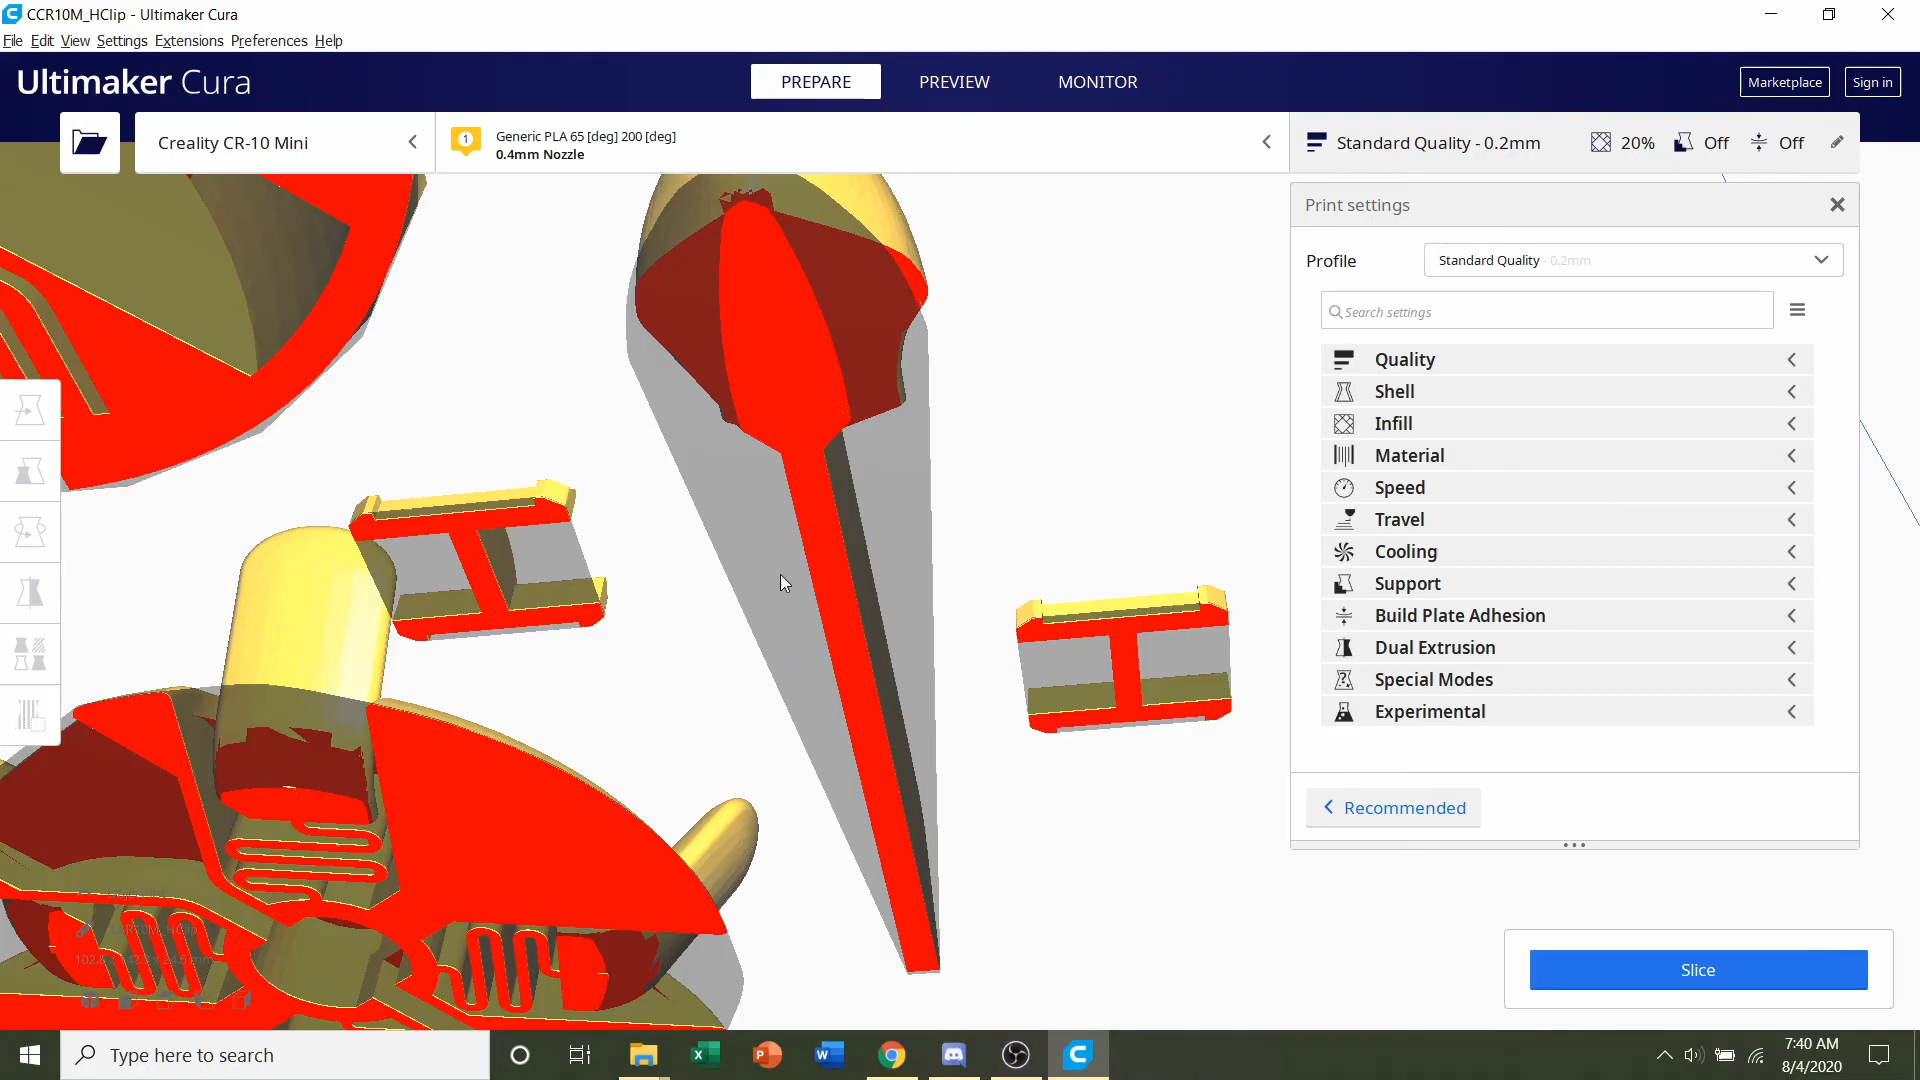 CCR10M_HClip - Ultimaker Cura
File Edit View Settings Extensions Preferences Help
Ultimaker Cura
PREPARE
PREVIEW
MONITOR
Marketplace
Sign in
Creality CR-10 Mini
1
Generic PLA 65 [deg] 200 [deg]
0.4mm Nozzle
Standard Quality - 0.2mm
20%
Off
Off
Print settings
Profile
Standard Quality - 0.2mm
Search settings
Quality
Shell
Infill
Material
Speed
Travel
Cooling
Support
Build Plate Adhesion
Dual Extrusion
Special Modes
Experimental
Recommended
Slice
Type here to search
7:40 AM
8/4/2020